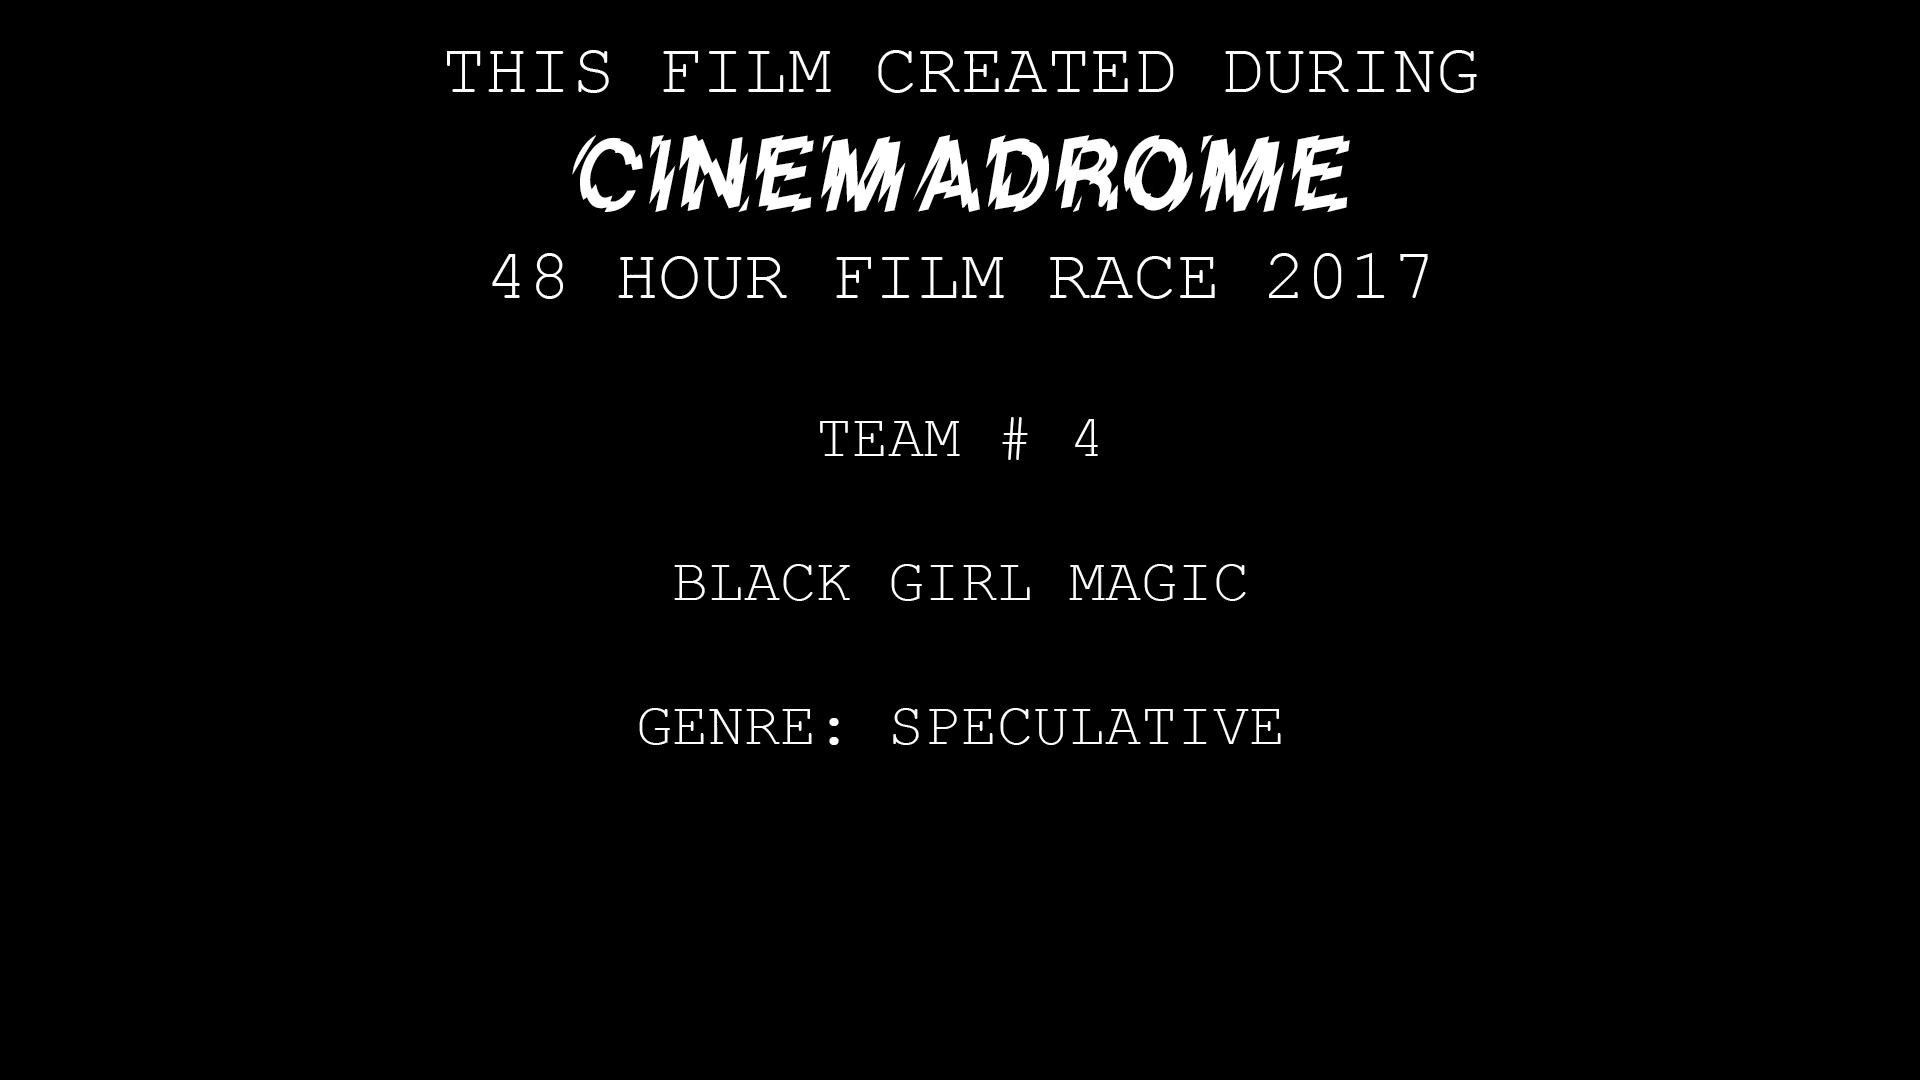 THIS FILM CREATED DURING
CINEMADROME
48 HOUR FILM RACE 2017
TEAM # 4
BLACK GIRL MAGIC
GENRE: SPECULATIVE